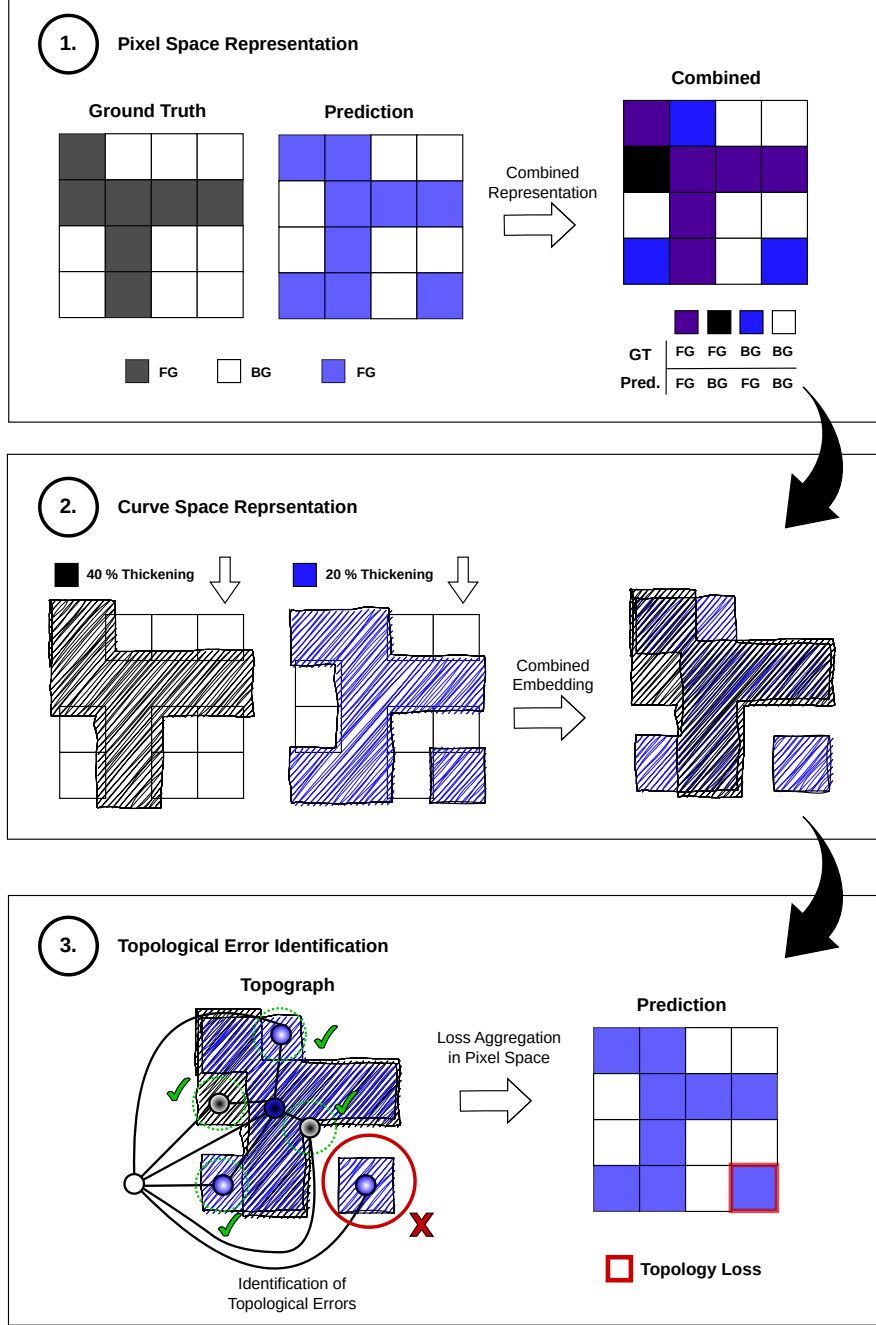 1.
Pixel Space Representation
Ground Truth
Prediction
Combined
Combined
Representation
FG
BG
FG
GT FG FG BG BG
Pred. FG BG FG BG
2.
Curve Space Reprsentation
40 % Thickening
20 % Thickening
Combined
Embedding
3.
Topological Error Identification
Topograph
Loss Aggregation
in Pixel Space
Prediction
X
Identification of
Topological Errors
Topology Loss